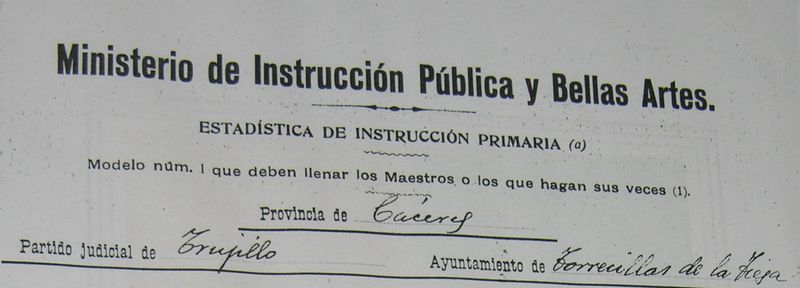 Ministerio de Instrucción Pública y Bellas Artes.
ESTADÍSTICA DE INSTRUCCIÓN PRIMARIA (a)
Modelo núm. 1 que deben llenar los Maestros o los que hagan sus veces (1).
Provincia de Cáceres
Partido judicial de Trujillo Ayuntamiento de Torrecillas de la Tiesa